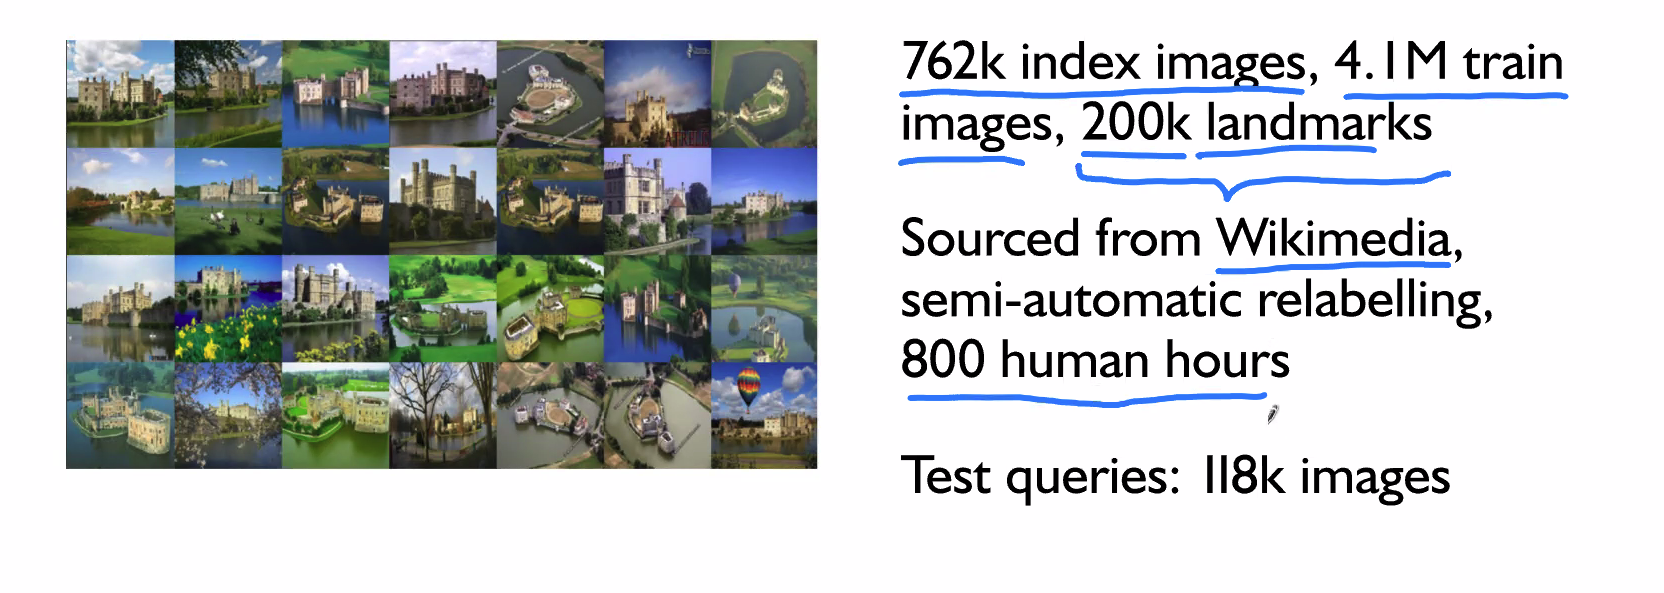 762k index images, 4.1M train
images, 200k landmarks
Sourced from Wikimedia,
semi-automatic relabelling,
800 human hours
Test queries: 118k images